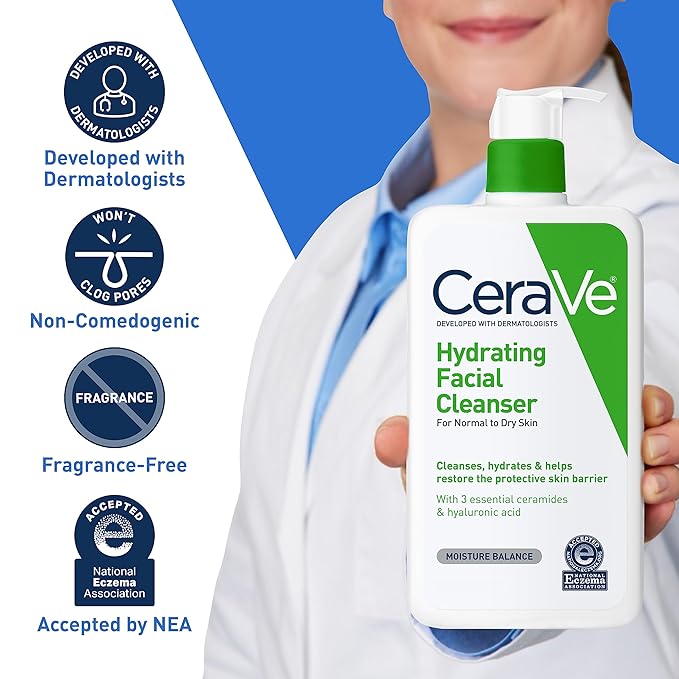 DEVELOPED WITH
DERMATOLOGISTS
Developed with
Dermatologists
WON'T
CLOG PORES
Non-Comedogenic
FRAGRANCE
Fragrance-Free
ACCEPTED
e
National
Eczema
Association
Accepted by NEA
CeraVe®
DEVELOPED WITH DERMATOLOGISTS
Hydrating
Facial
Cleanser
For Normal to Dry Skin
Cleanses, hydrates & helps
restore the protective skin barrier
With 3 essential ceramides
& hyaluronic acid
MOISTURE BALANCE
ACCEPTED
e
NATIONAL
Eczema
ASSOCIATION